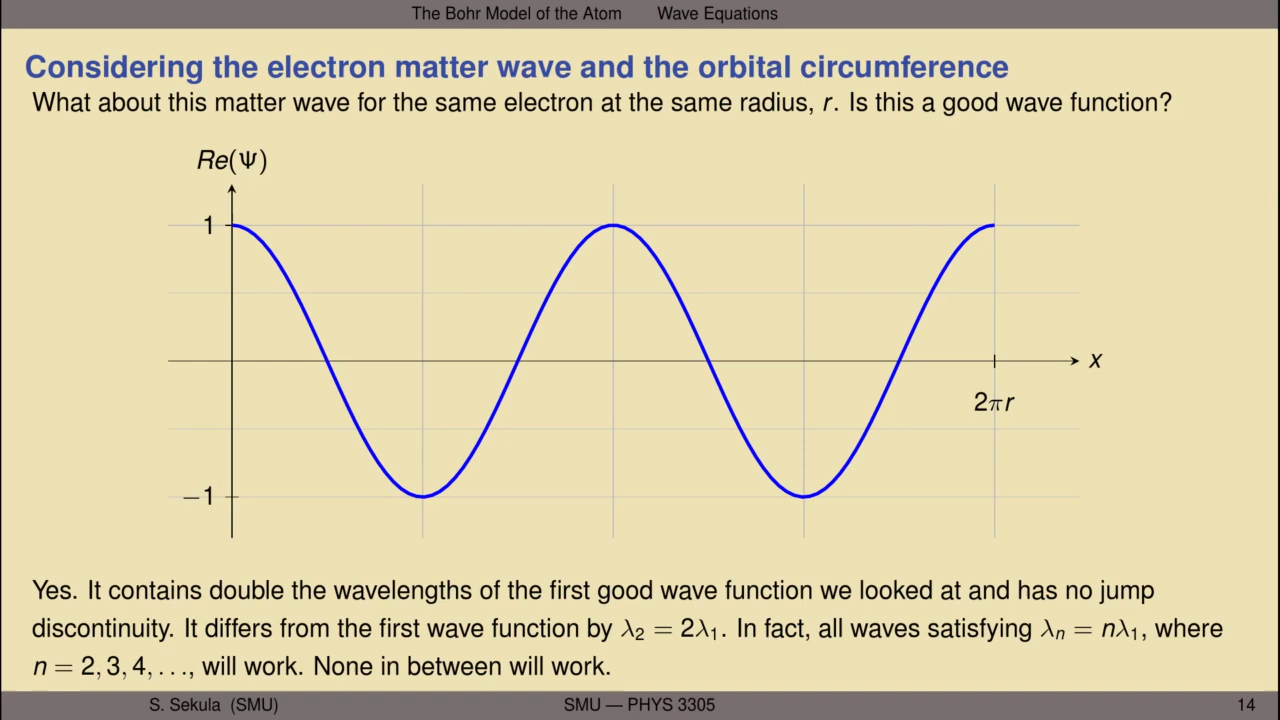 The Bohr Model of the Atom Wave Equations
Considering the electron matter wave and the orbital circumference
What about this matter wave for the same electron at the same radius, r. Is this a good wave function?
Re(Ψ)
1
x
2πr
−1
Yes. It contains double the wavelengths of the first good wave function we looked at and has no jump
discontinuity. It differs from the first wave function by λ₂ = 2λ₁. In fact, all waves satisfying λₙ = nλ₁, where
n = 2, 3, 4, . . ., will work. None in between will work.
S. Sekula (SMU) SMU — PHYS 3305 14